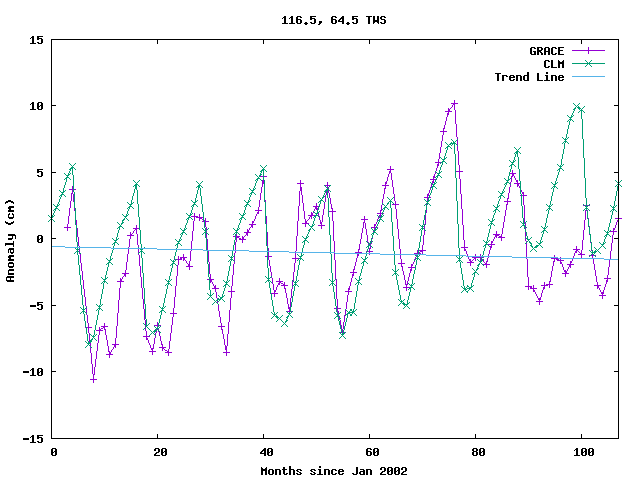 116.5, 64.5 TWS
GRACE
CLM
Trend Line
15
10
5
0
-5
-10
-15
Anomaly (cm)
0 20 40 60 80 100
Months since Jan 2002